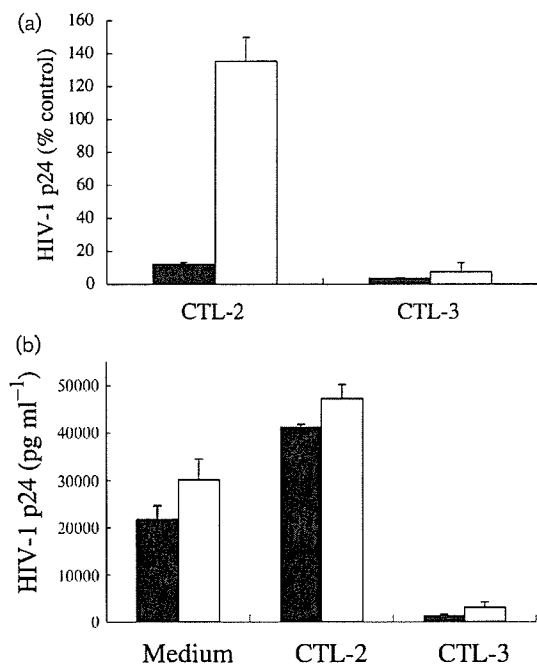 (a)
HIV-1 p24 (% control)
160
140
120
100
80
60
40
20
0
CTL-2 CTL-3
(b)
HIV-1 p24 (pg ml⁻¹)
50000
40000
30000
20000
10000
0
Medium CTL-2 CTL-3